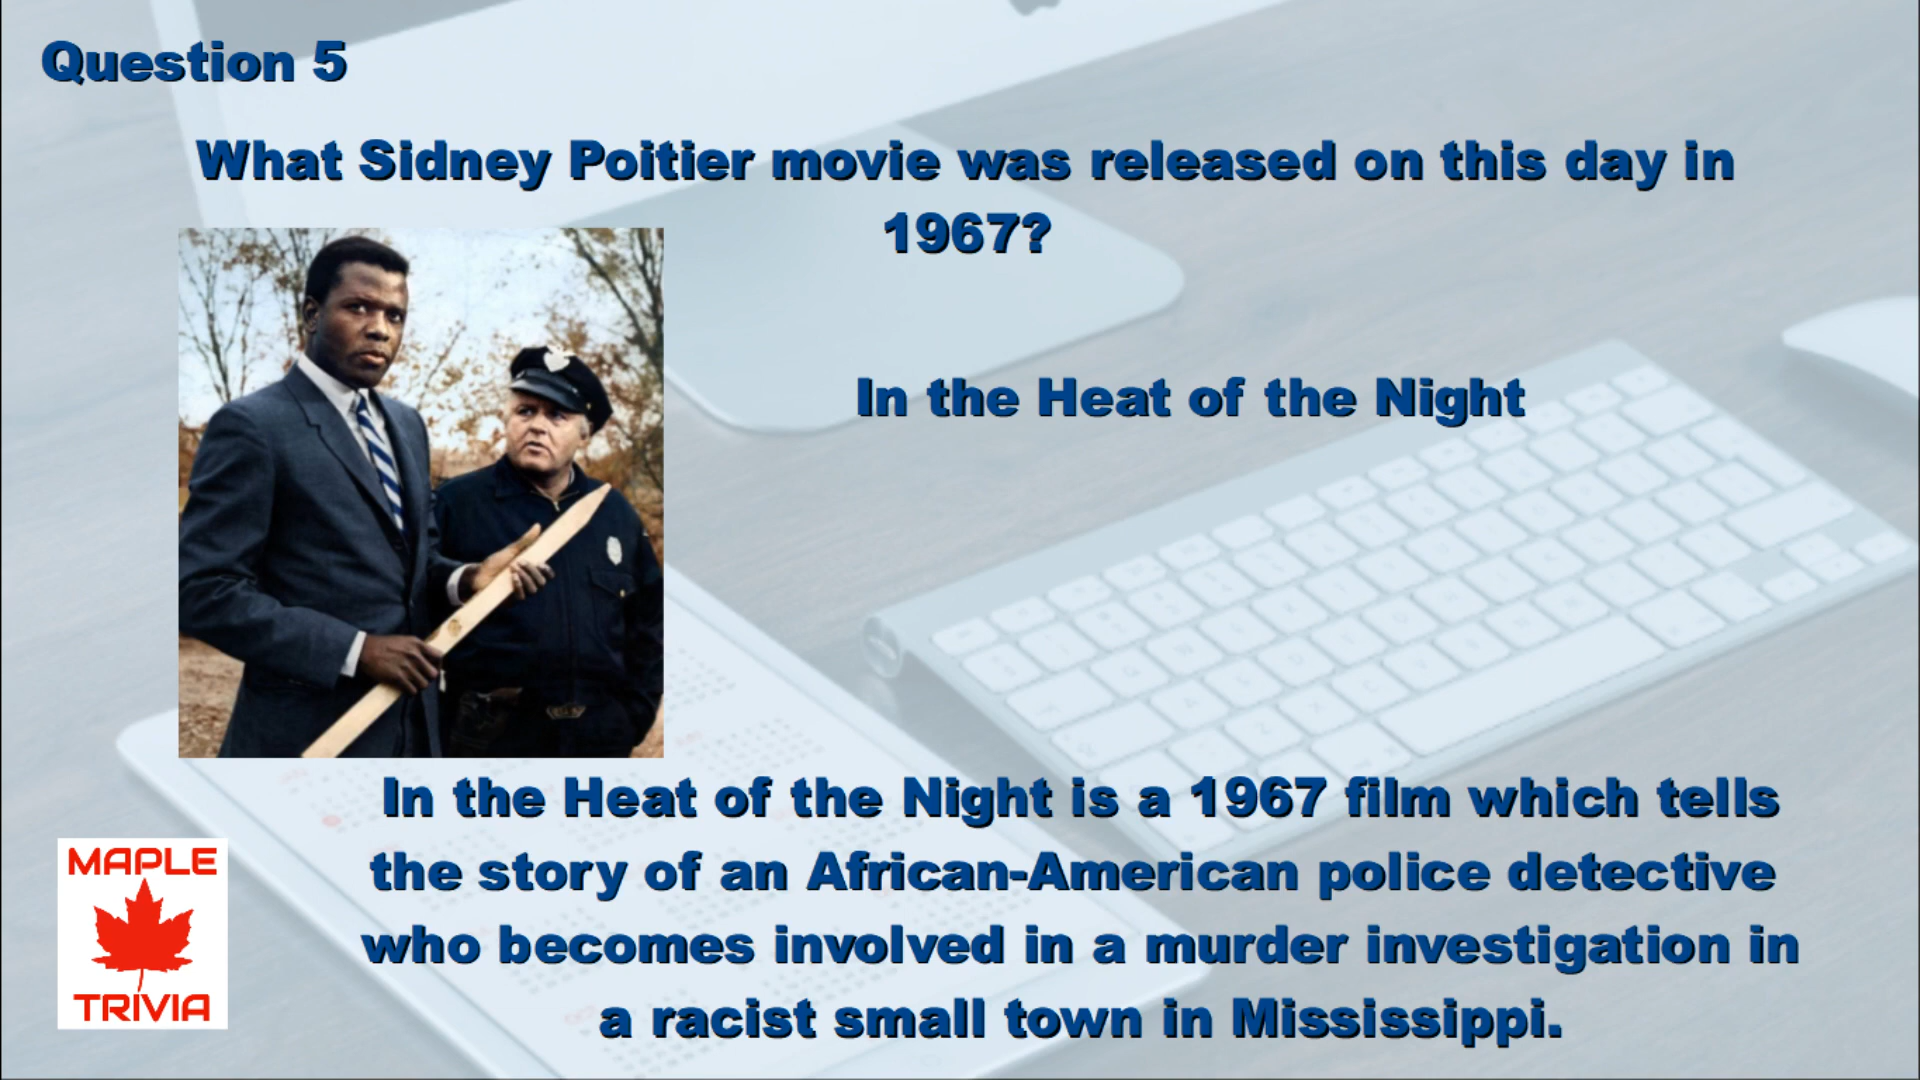 Question 5
What Sidney Poitier movie was released on this day in
1967?
In the Heat of the Night
In the Heat of the Night is a 1967 film which tells
the story of an African-American police detective
who becomes involved in a murder investigation in
a racist small town in Mississippi.
MAPLE
TRIVIA